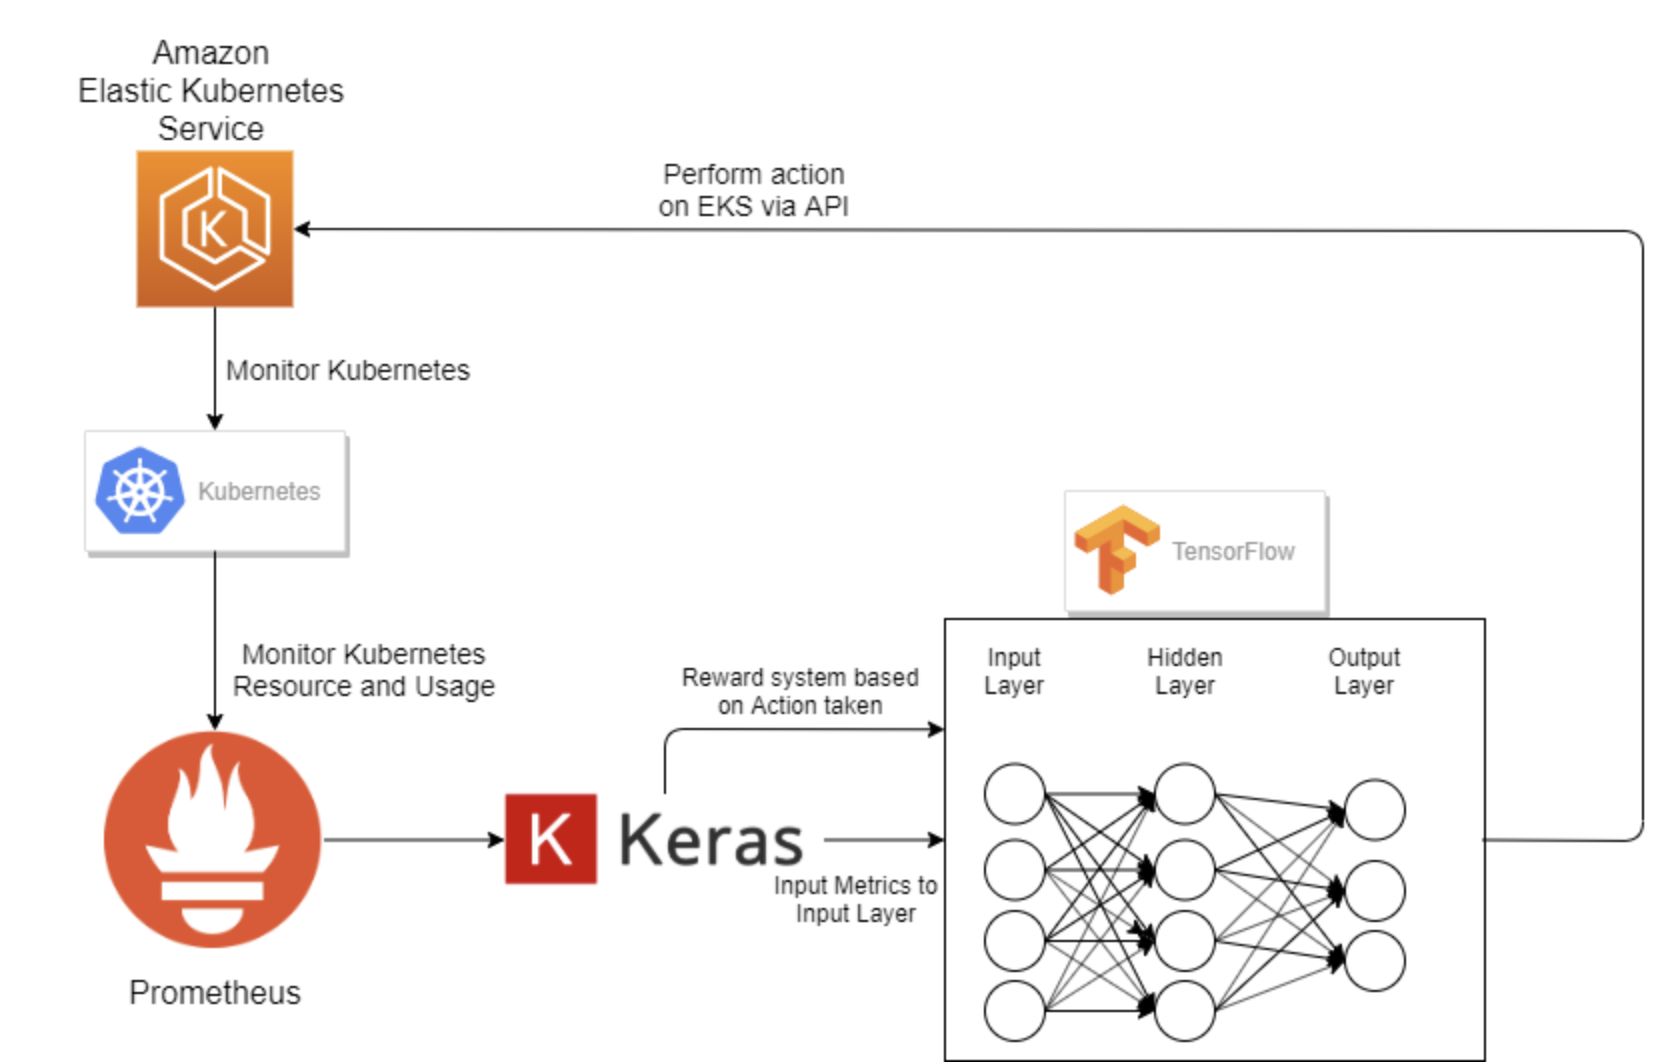 Amazon
Elastic Kubernetes
Service
K
Perform action
on EKS via API
Monitor Kubernetes
Kubernetes
TensorFlow
Monitor Kubernetes
Resource and Usage
Reward system based
on Action taken
Input
Layer
Hidden
Layer
Output
Layer
K Keras
Input Metrics to
Input Layer
Prometheus